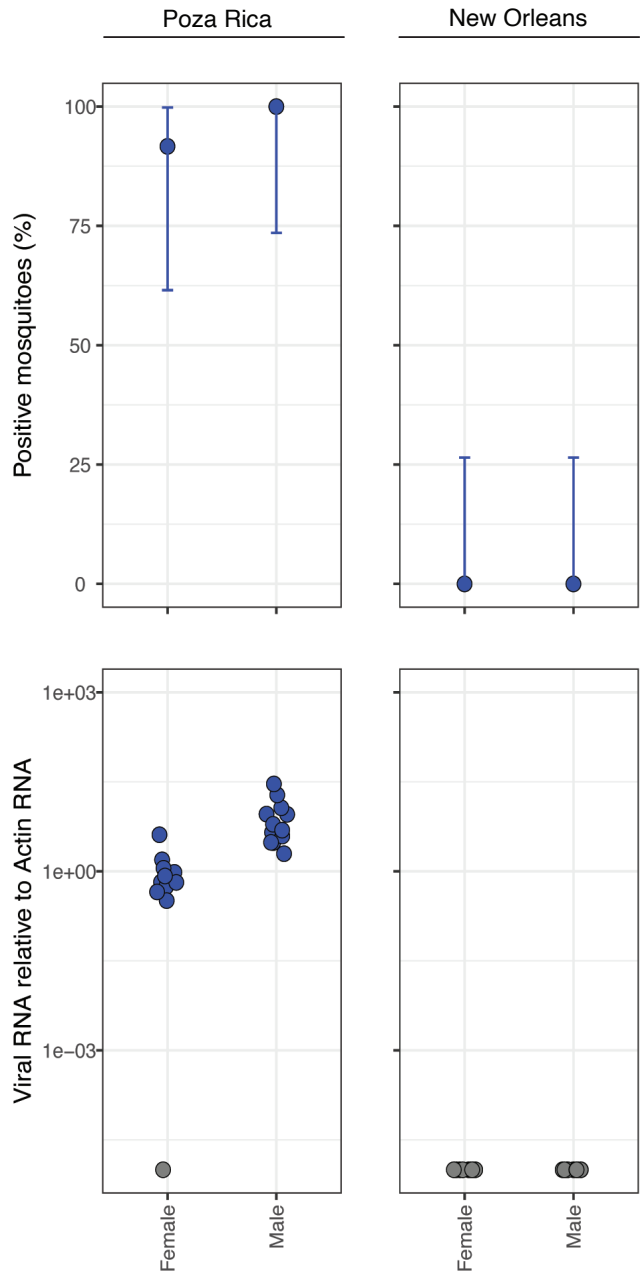 Poza Rica
New Orleans
Positive mosquitoes (%)
100
75
50
25
0
Viral RNA relative to Actin RNA
1e+03
1e+00
1e−03
Female
Male
Female
Male